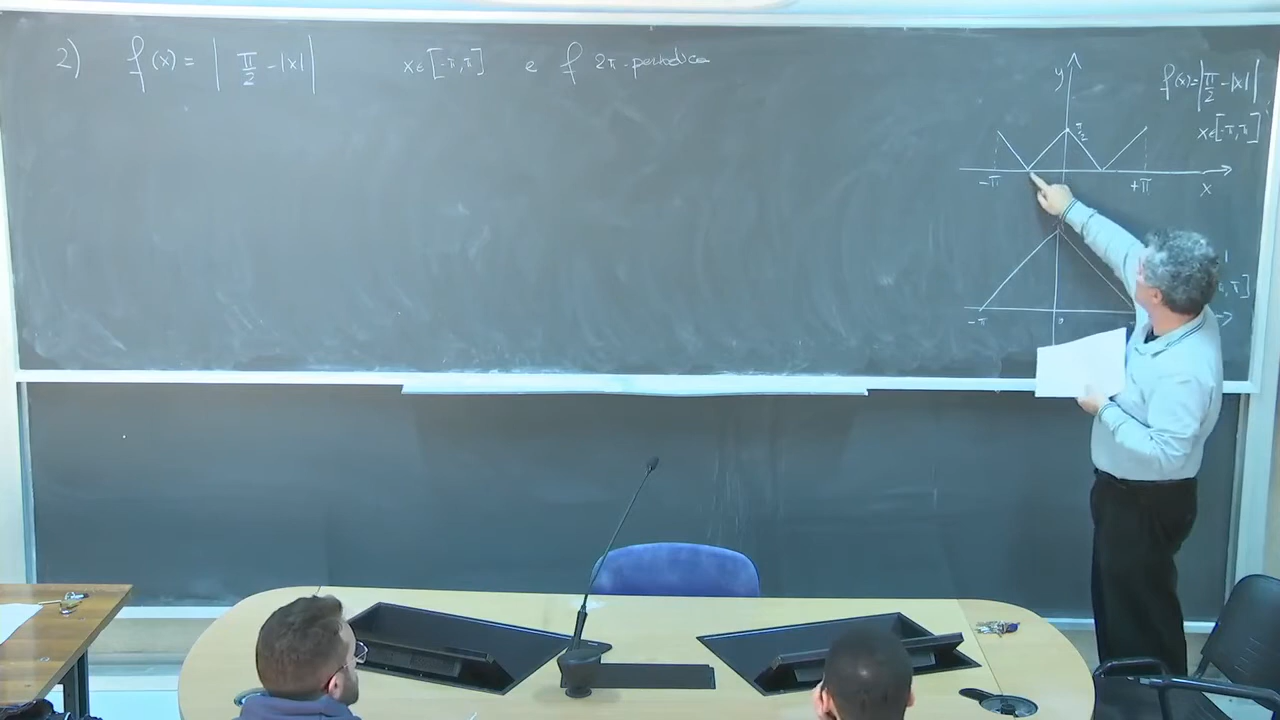 2) f(x) = | π/2 - |x| | x∈[-π,π] e f 2π-periodica
y f(x)=|π/2 - |x||
π/2 x∈[-π,π]
-π +π x
π]
-π 0